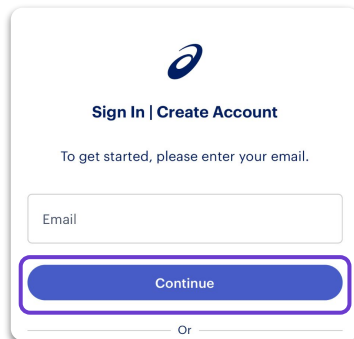 Sign In | Create Account
To get started, please enter your email.
Email
Continue
Or